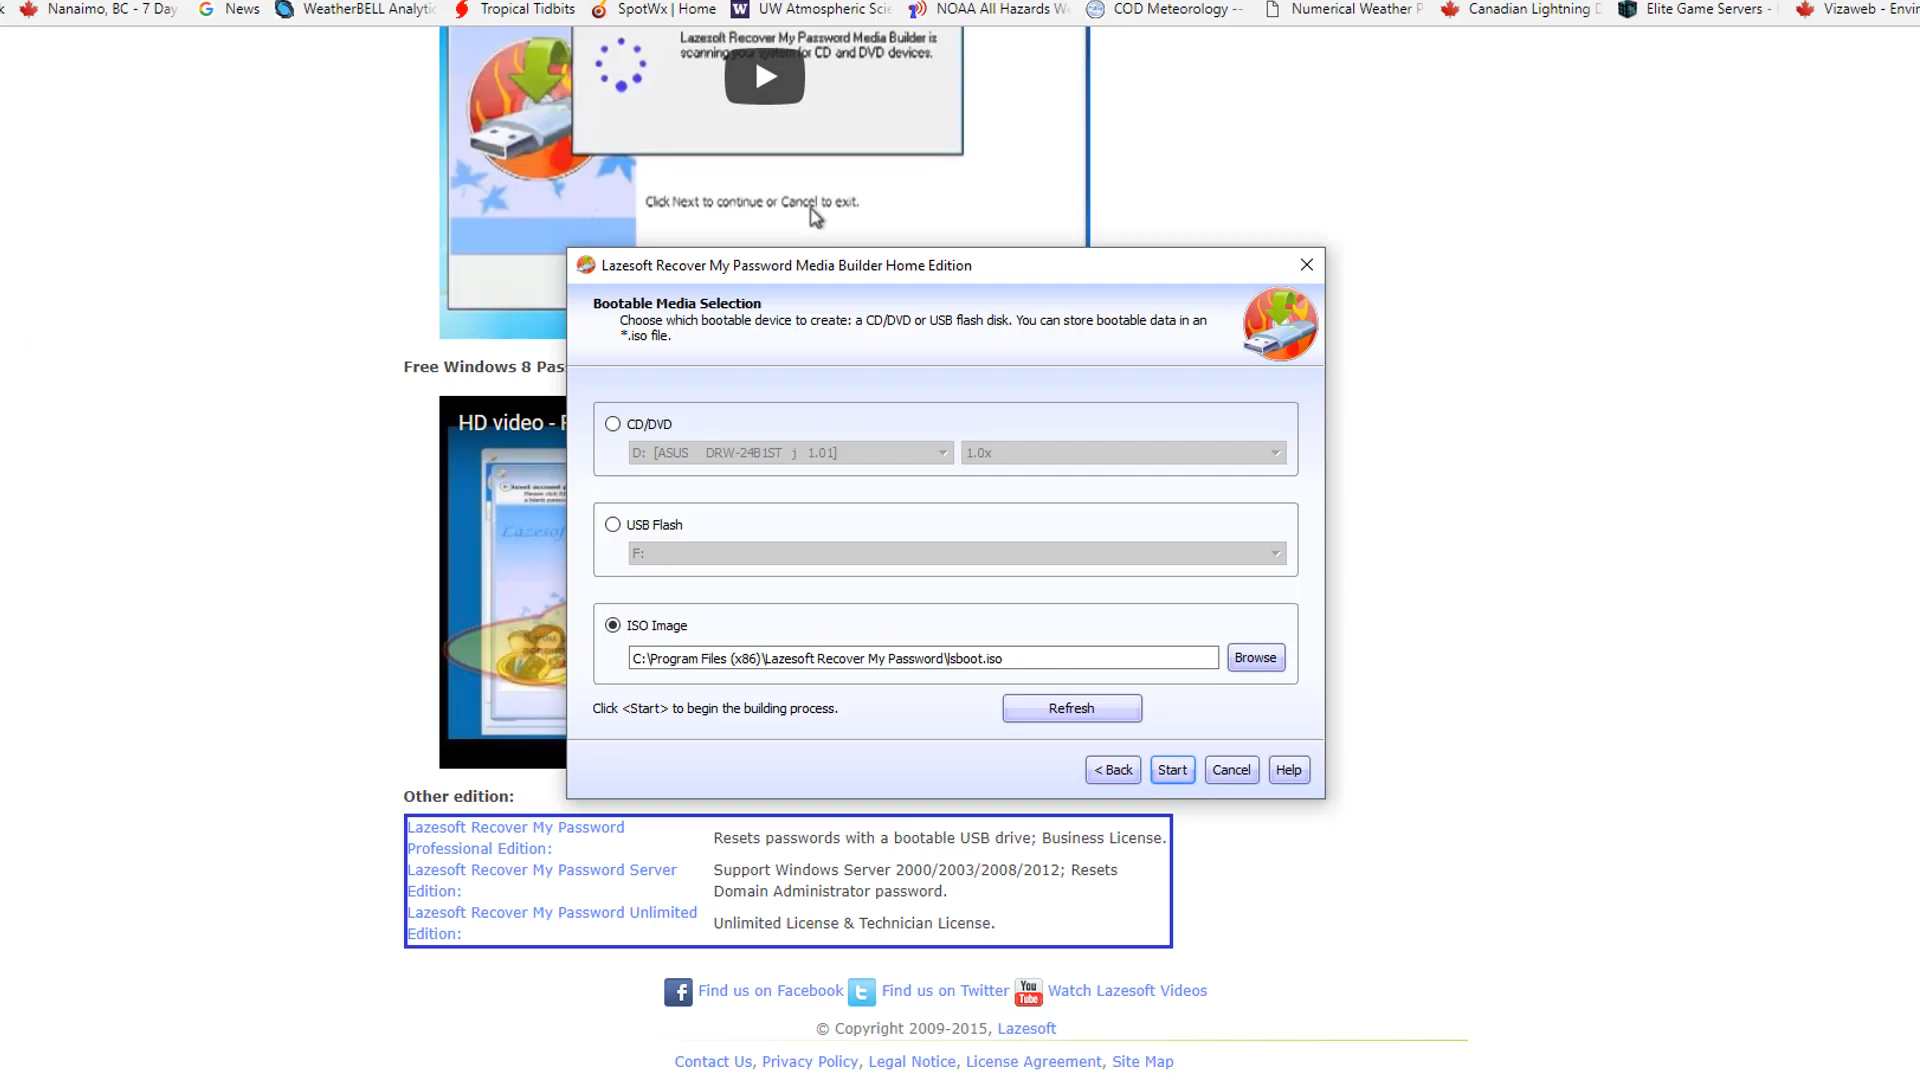 Nanaimo, BC - 7 Day
News
WeatherBELL Analytic
Tropical Tidbits
SpotWx | Home
UW Atmospheric Scie
NOAA All Hazards W
COD Meteorology --
Numerical Weather P
Canadian Lightning D
Elite Game Servers -
Vizaweb - Envir
Lazesoft Recover My Password Media Builder is
scanning your system for CD and DVD devices.
Click Next to continue or Cancel to exit.
Lazesoft Recover My Password Media Builder Home Edition
Bootable Media Selection
Choose which bootable device to create: a CD/DVD or USB flash disk. You can store bootable data in an
*.iso file.
Free Windows 8 Pas
HD video -
CD/DVD
D: [ASUS DRW-24B1ST j 1.01]
1.0x
USB Flash
F:
ISO Image
C:\Program Files (x86)\Lazesoft Recover My Password\lsboot.iso
Browse
Click <Start> to begin the building process.
Refresh
< Back
Start
Cancel
Help
Other edition:
Lazesoft Recover My Password
Professional Edition:
Resets passwords with a bootable USB drive; Business License.
Lazesoft Recover My Password Server
Edition:
Support Windows Server 2000/2003/2008/2012; Resets
Domain Administrator password.
Lazesoft Recover My Password Unlimited
Edition:
Unlimited License & Technician License.
Find us on Facebook
Find us on Twitter
You
Tube
Watch Lazesoft Videos
© Copyright 2009-2015, Lazesoft
Contact Us, Privacy Policy, Legal Notice, License Agreement, Site Map